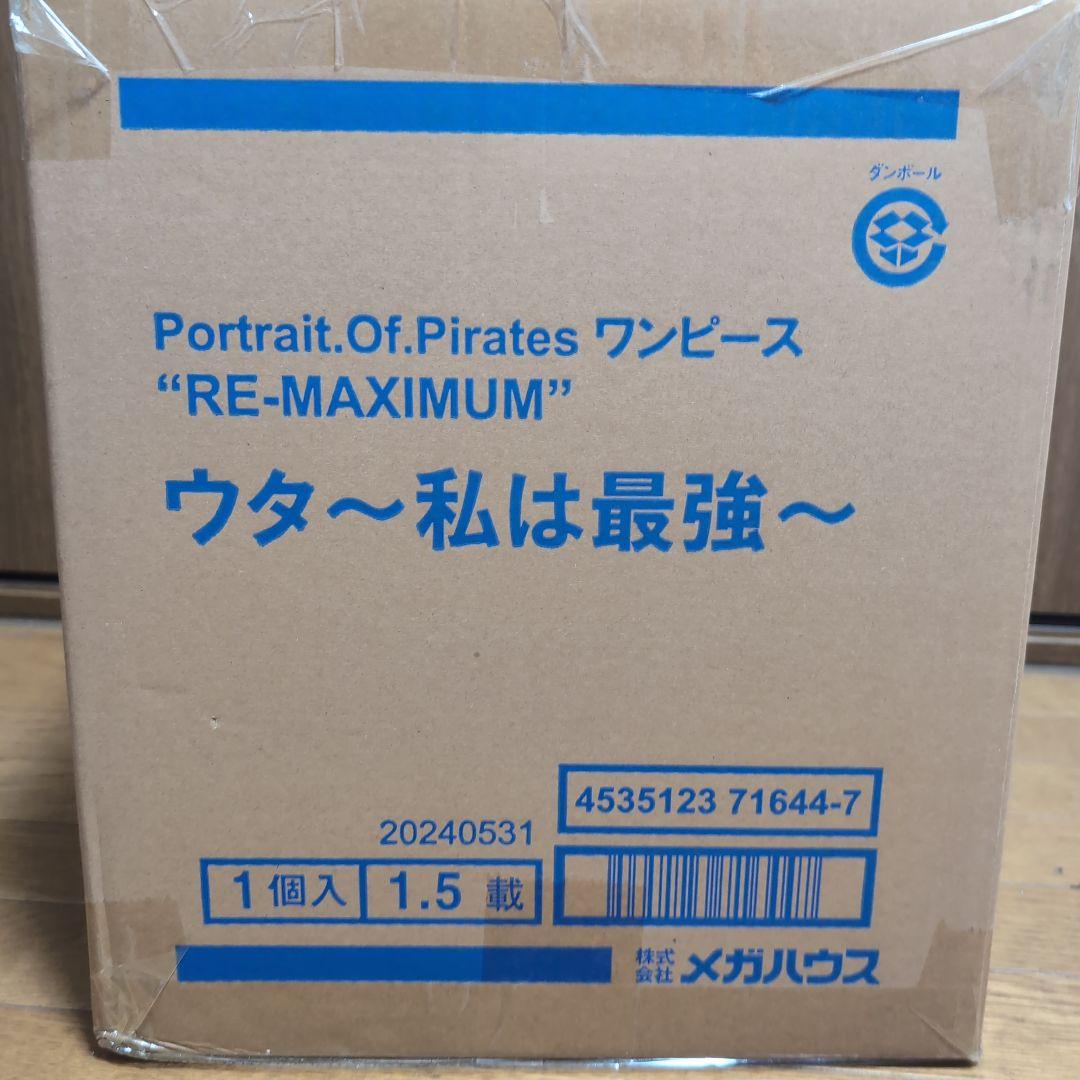 ダンボール
Portrait.Of.Pirates ワンピース
“RE-MAXIMUM”
ウタ～私は最強～
4535123 71644-7
20240531
1個入 1.5 載
株式会社 メガハウス